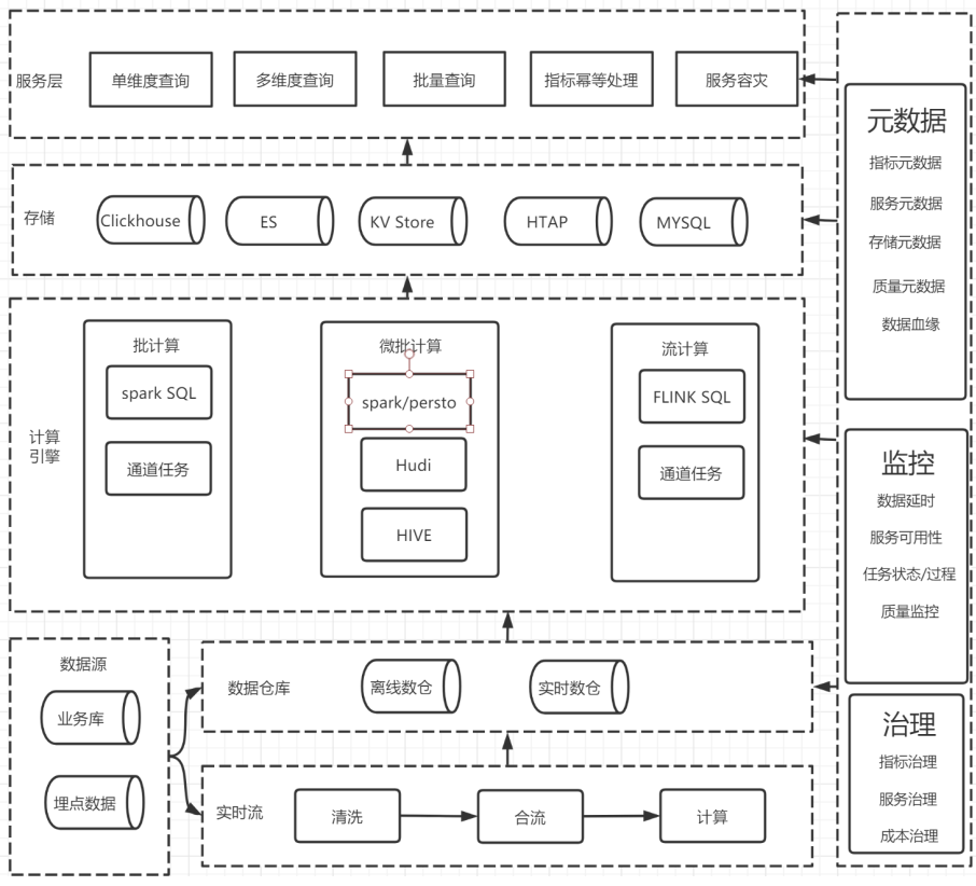 服务层
单维度查询
多维度查询
批量查询
指标幂等处理
服务容灾
存储
Clickhouse
ES
KV Store
HTAP
MYSQL
计算
引擎
批计算
spark SQL
通道任务
微批计算
spark/persto
Hudi
HIVE
流计算
FLINK SQL
通道任务
数据源
业务库
埋点数据
数据仓库
离线数仓
实时数仓
实时流
清洗
合流
计算
元数据
指标元数据
服务元数据
存储元数据
质量元数据
数据血缘
监控
数据延时
服务可用性
任务状态/过程
质量监控
治理
指标治理
服务治理
成本治理